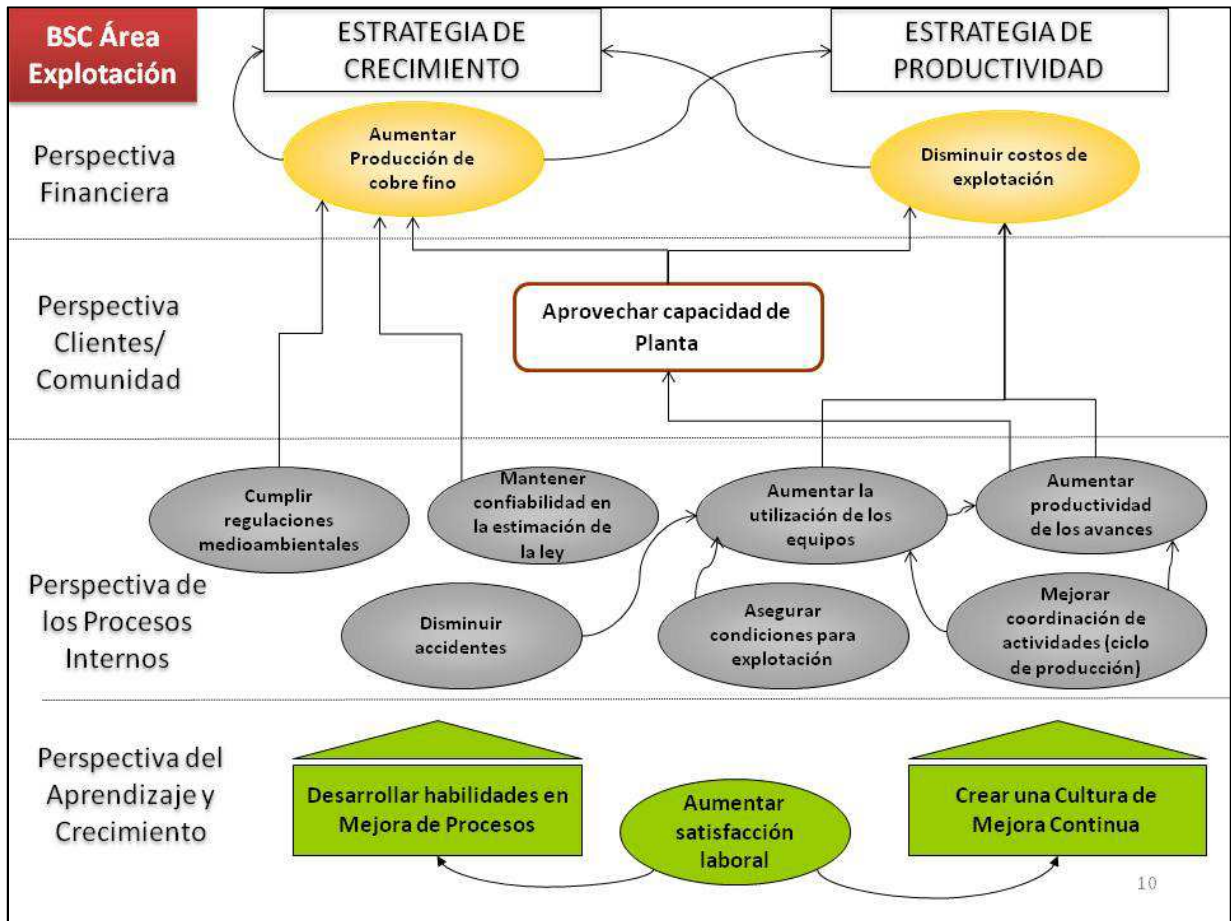 BSC Área
Explotación
ESTRATEGIA DE
CRECIMIENTO
ESTRATEGIA DE
PRODUCTIVIDAD
Perspectiva
Financiera
Aumentar
Producción de
cobre fino
Disminuir costos de
explotación
Perspectiva
Clientes/
Comunidad
Aprovechar capacidad de
Planta
Perspectiva de
los Procesos
Internos
Cumplir
regulaciones
medioambientales
Mantener
confiabilidad en
la estimación de
la ley
Aumentar la
utilización de los
equipos
Aumentar
productividad
de los avances
Disminuir
accidentes
Asegurar
condiciones para
explotación
Mejorar
coordinación de
actividades (ciclo
de producción)
Perspectiva del
Aprendizaje y
Crecimiento
Desarrollar habilidades en
Mejora de Procesos
Aumentar
satisfacción
laboral
Crear una Cultura de
Mejora Continua
10